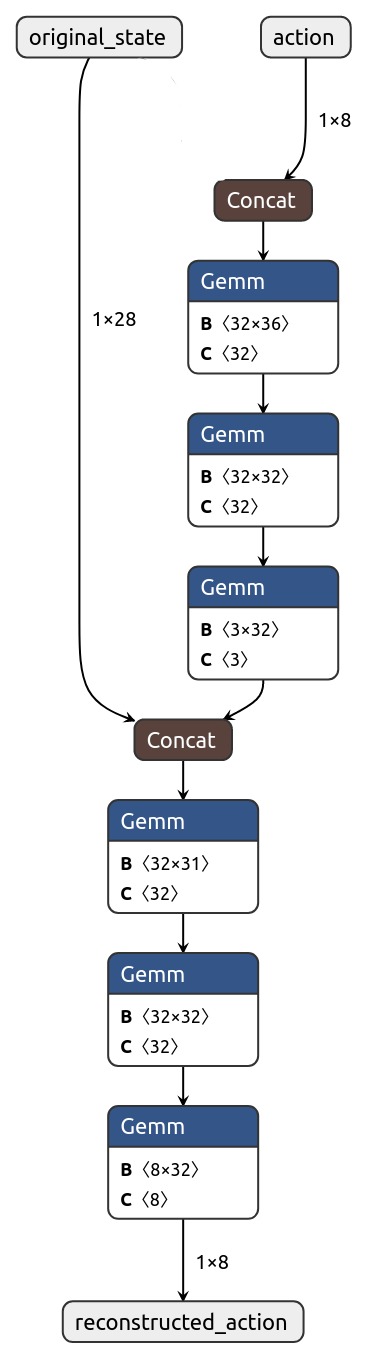 original_state
action
1×8
Concat
Gemm
B 〈32×36〉
C 〈32〉
1×28
Gemm
B 〈32×32〉
C 〈32〉
Gemm
B 〈3×32〉
C 〈3〉
Concat
Gemm
B 〈32×31〉
C 〈32〉
Gemm
B 〈32×32〉
C 〈32〉
Gemm
B 〈8×32〉
C 〈8〉
1×8
reconstructed_action